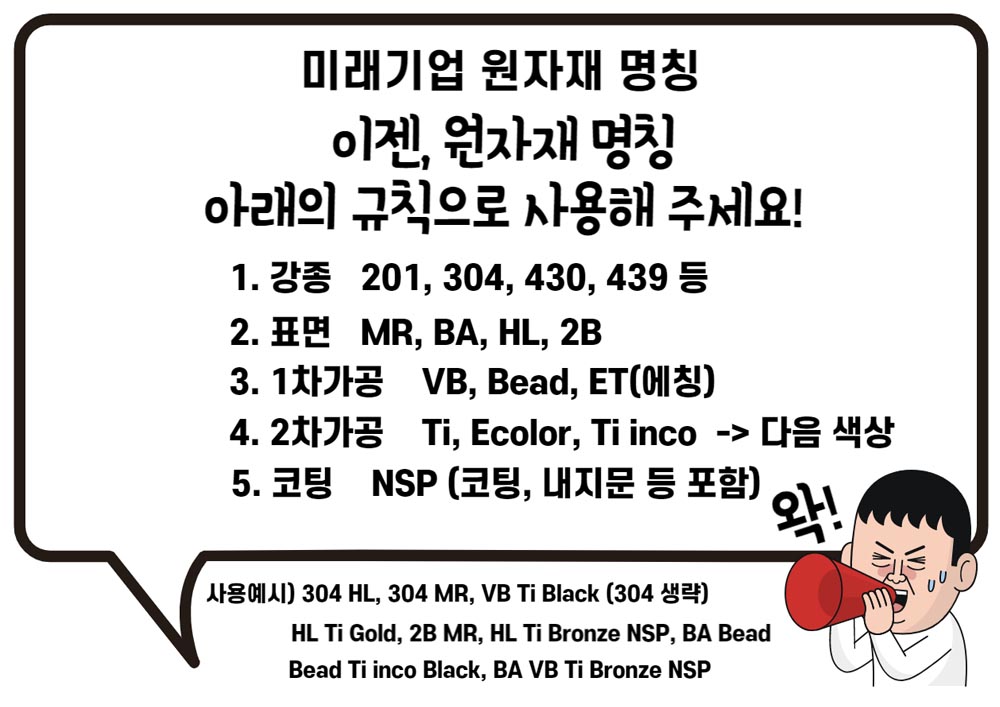 미래기업 원자재 명칭
이젠, 원자재 명칭
아래의 규칙으로 사용해 주세요!
1. 강종 201, 304, 430, 439 등
2. 표면 MR, BA, HL, 2B
3. 1차가공 VB, Bead, ET(에칭)
4. 2차가공 Ti, Ecolor, Ti inco -> 다음 색상
5. 코팅 NSP (코팅, 내지문 등 포함)
왁!
사용예시) 304 HL, 304 MR, VB Ti Black (304 생략)
HL Ti Gold, 2B MR, HL Ti Bronze NSP, BA Bead
Bead Ti inco Black, BA VB Ti Bronze NSP